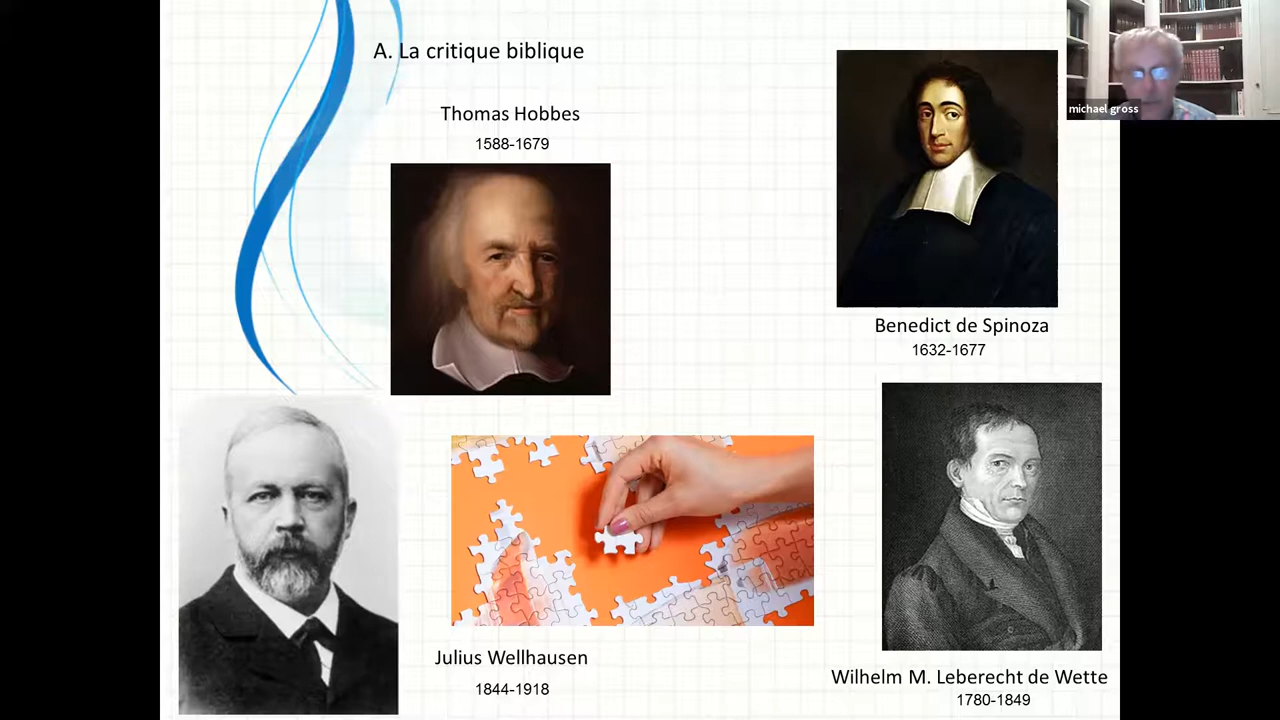 A. La critique biblique
Thomas Hobbes
1588-1679
michael gross
Benedict de Spinoza
1632-1677
Julius Wellhausen
1844-1918
Wilhelm M. Leberecht de Wette
1780-1849